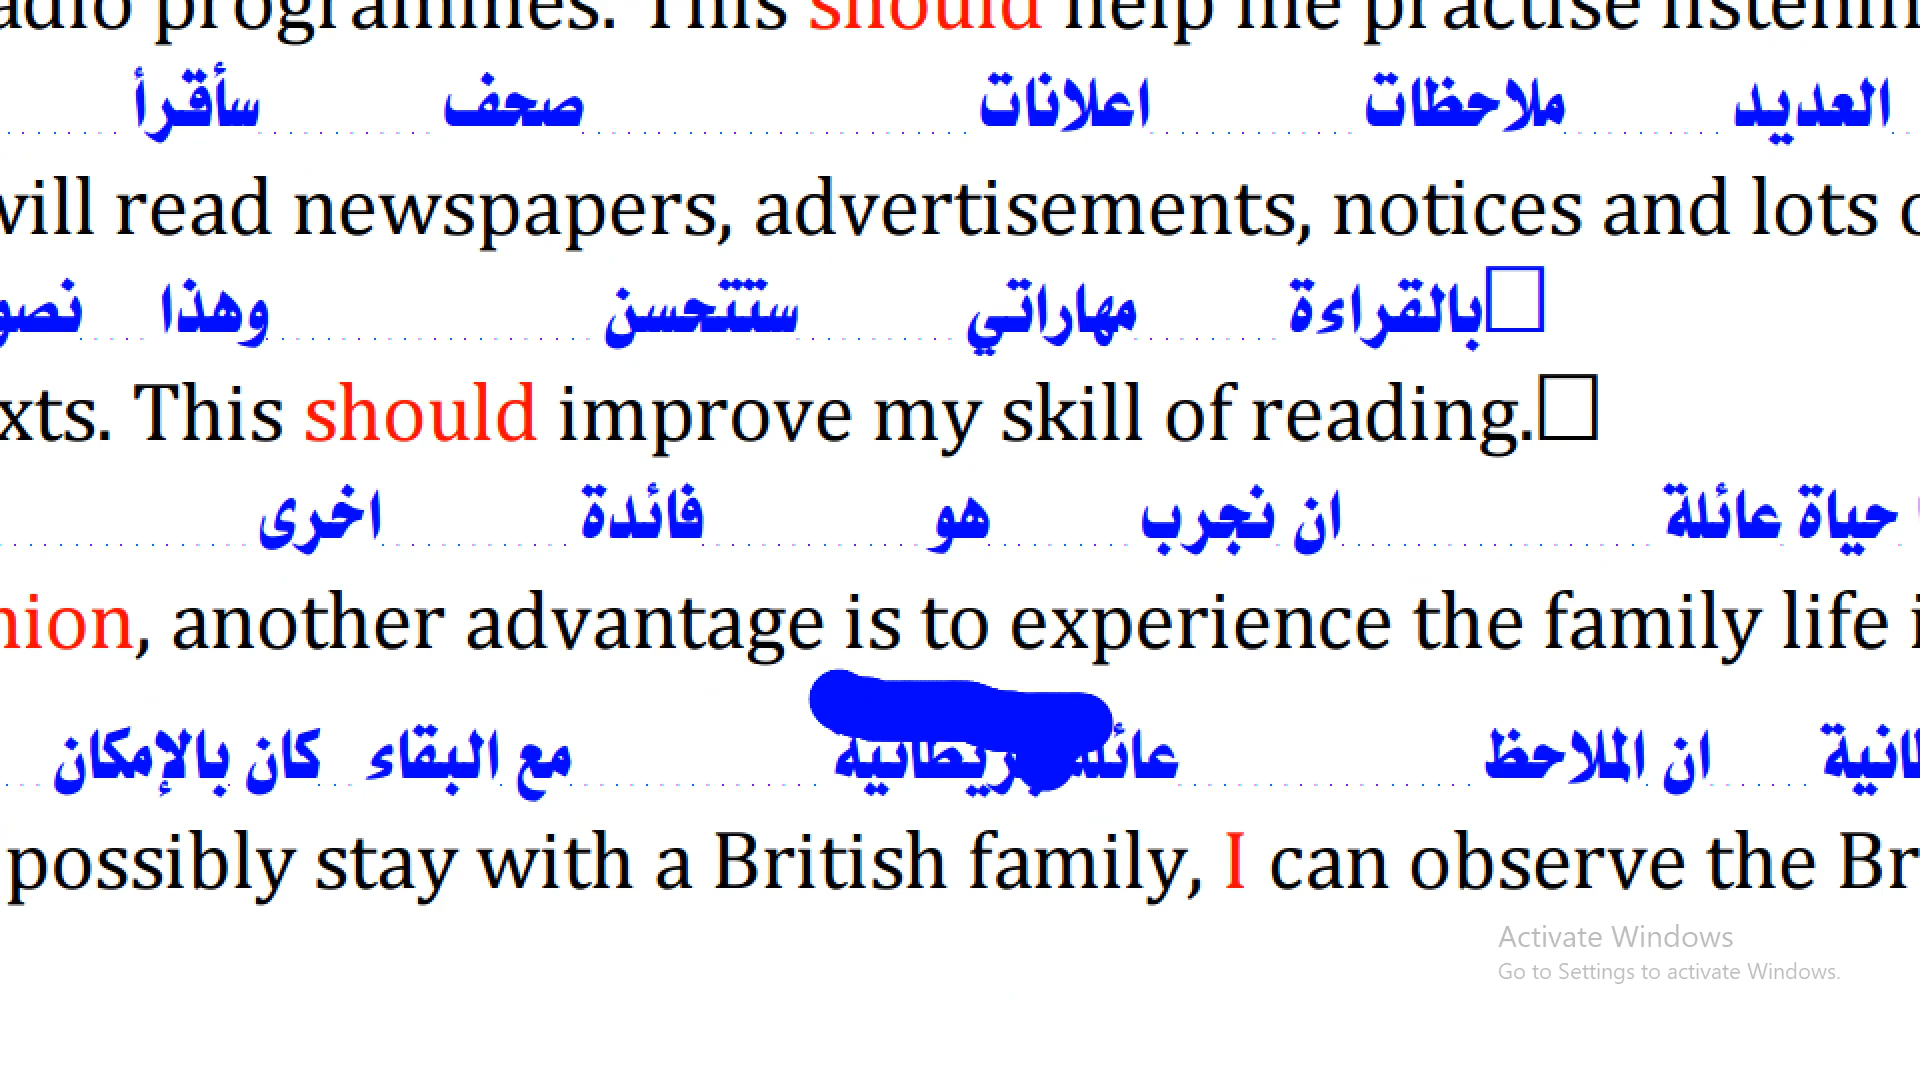 adio programmes. This should help me practise listenin
سأقرأ صحف اعلانات ملاحظات العديد
will read newspapers, advertisements, notices and lots
وهذا ستتحسن مهاراتي بالقراءة
xts. This should improve my skill of reading.
اخرى فائدة هو ان نجرب حياة عائلة
nion, another advantage is to experience the family life
كان بالإمكان مع البقاء عائلة ان الملاحظ
possibly stay with a British family, I can observe the Br
Activate Windows
Go to Settings to activate Windows.